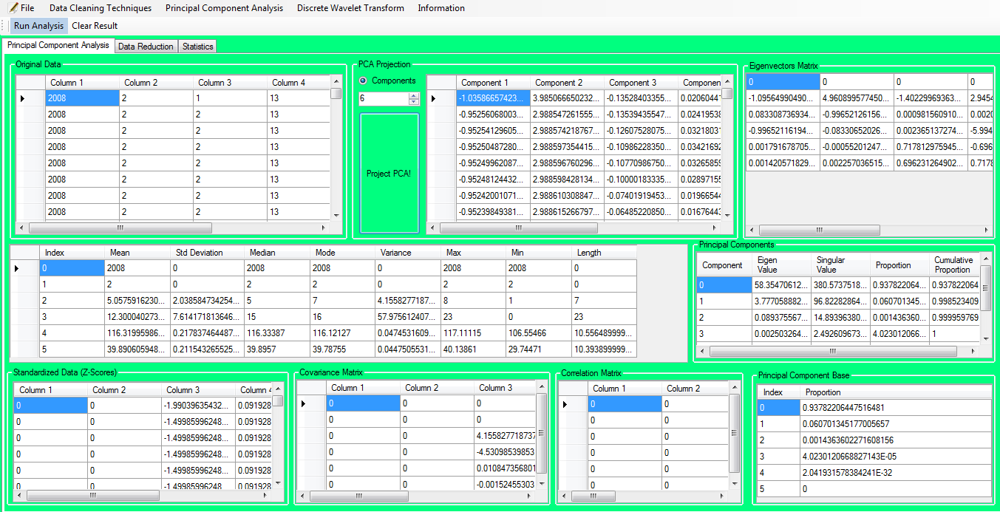 File Data Cleaning Techniques Principal Component Analysis Discrete Wavelet Transform Information
Run Analysis Clear Result
Principal Component Analysis Data Reduction Statistics
Original Data
Column 1 Column 2 Column 3 Column 4
2008 2 1 13
2008 2 2 13
2008 2 2 13
2008 2 2 13
2008 2 2 13
2008 2 2 13
2008 2 2 13
2008 2 2 13
PCA Projection
Components
6
Project PCA!
Component 1 Component 2 Component 3 Componen
-1.03586657423... 3.985066650232... -0.13528403355... 0.02060441
-0.95256068003... 2.988547261555... -0.13539435547... 0.02419538
-0.95254129605... 2.988574218767... -0.12607528075... 0.03218031
-0.95250487280... 2.988597354415... -0.10986228350... 0.03421692
-0.95249962087... 2.988596760296... -0.10770986750... 0.03265859
-0.95248124432... 2.988598428134... -0.10000183335... 0.02897155
-0.95242001071... 2.988610308847... -0.07401919453... 0.01966544
-0.95239849381... 2.988615266797... -0.06485220850... 0.01676443
Eigenvectors Matrix
0 0 0 0
-1.09564990490... 4.960899577450... -1.40229969363... 2.9454
0.083308736934... -0.99652126156... 0.000981560910... 0.0020
-0.99652116194... -0.08330652026... 0.002365137274... -5.994
0.001791678705... -0.00055201247... 0.717812975945... -0.696
0.001420571829... 0.002257036515... 0.696231264902... 0.7178
Index Mean Std Deviation Median Mode Variance Max Min Length
0 2008 0 2008 2008 0 2008 2008 0
1 2 0 2 2 0 2 2 0
2 5.0575916230... 2.038584734254... 5 7 4.1558277187... 8 1 7
3 12.300040273... 7.614171813646... 15 16 57.975612407... 23 0 23
4 116.31995986... 0.217837464487... 116.33387 116.12127 0.0474531609... 117.11115 106.55466 10.556489999...
5 39.890605948... 0.211543265525... 39.8957 39.78755 0.0447505531... 40.13861 29.74471 10.393899999...
Principal Components
Component Eigen Value Singular Value Proportion Cumulative Proportion
0 58.35470612... 380.5737518... 0.937822064... 0.937822064
1 3.777058882... 96.82282864... 0.060701345... 0.998523409
2 0.089375567... 14.89396380... 0.001436360... 0.999959769
3 0.002503264... 2.492609673... 4.023012066... 1
Standardized Data (Z-Scores)
Column 1 Column 2 Column 3 Column 4
0 0 -1.99039635432... 0.091928
0 0 -1.49985996248... 0.091928
0 0 -1.49985996248... 0.091928
0 0 -1.49985996248... 0.091928
0 0 -1.49985996248... 0.091928
0 0 -1.49985996248 0.091928
Covariance Matrix
Column 1 Column 2 Column 3
0 0 0
0 0 0
0 0 4.155827718737
0 0 -4.53098539853
0 0 0.010847356801
0 0 -0.00152455303
Correlation Matrix
Column 1 Column 2
0 0
0 0
0 0
0 0
0 0
0 0
Principal Component Base
Index Proportion
0 0.93782206447516481
1 0.060701345177005657
2 0.0014363602271608156
3 4.0230120668827143E-05
4 2.041931578384241E-32
5 0